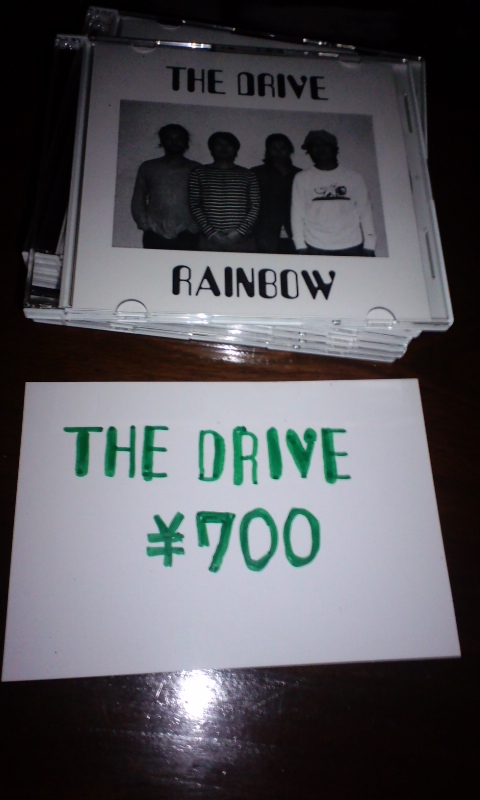 THE DRIVE
RAINBOW
THE DRIVE
¥700